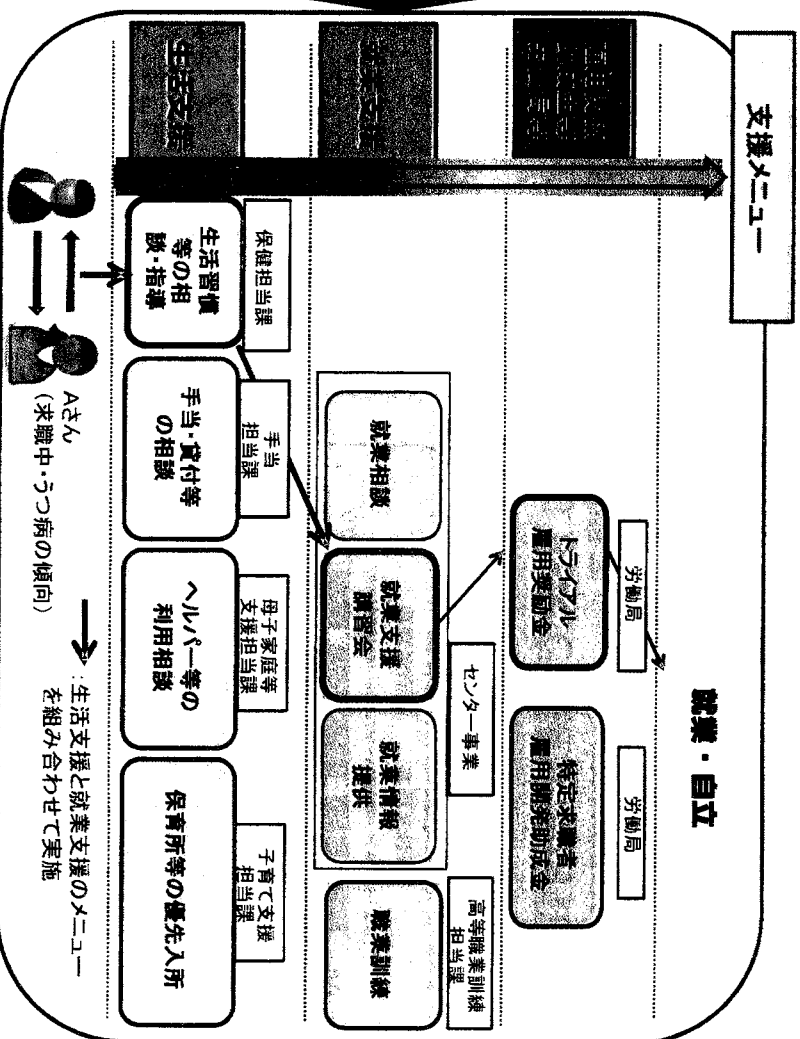 支援メニュー
就業・自立
労働局
労働局
トライアル
雇用奨励金
特定求職者
雇用開発助成金
就業支援
センター事業
高等職業訓練
担当課
就業相談
就業支援
講習会
就業情報
提供
職業訓練
生活支援
保健担当課
手当
担当課
母子家庭等
支援担当課
子育て支援
担当課
生活習慣
等の相
談・指導
手当・貸付等
の相談
ヘルパー等の
利用相談
保育所等の優先入所
Aさん
(求職中・うつ病の傾向)
:生活支援と就業支援のメニュー
を組み合わせて実施